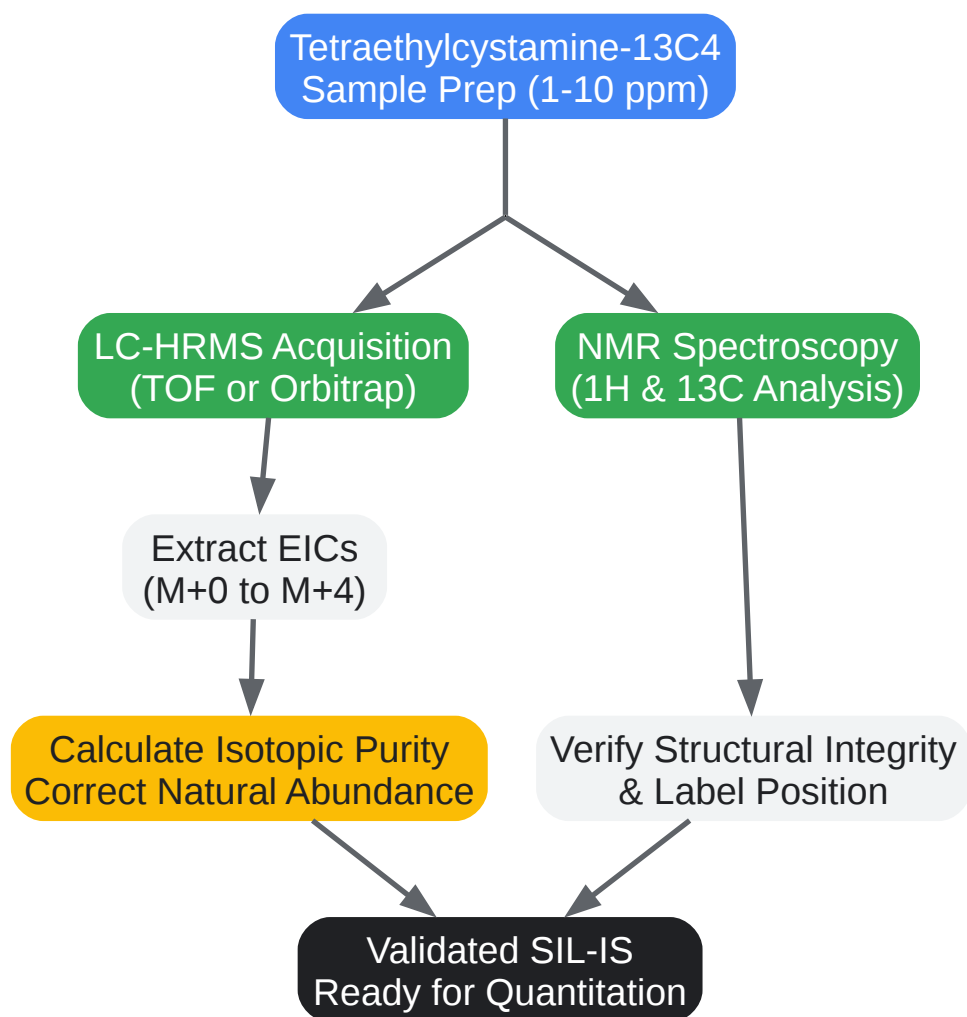 Tetraethylcystamine-13C4
Sample Prep (1-10 ppm)
LC-HRMS Acquisition
(TOF or Orbitrap)
NMR Spectroscopy
(1H & 13C Analysis)
Extract EICs
(M+0 to M+4)
Calculate Isotopic Purity
Correct Natural Abundance
Verify Structural Integrity
& Label Position
Validated SIL-IS
Ready for Quantitation